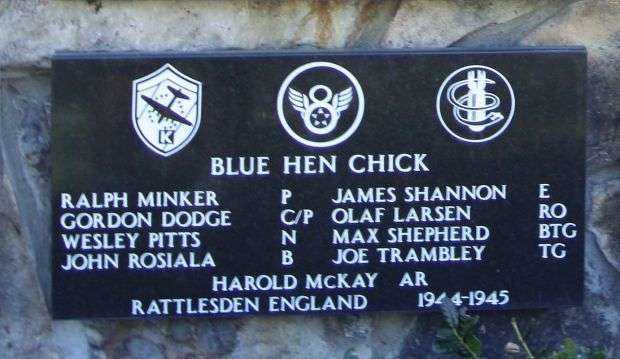 K
8
BLUE HEN CHICK
RALPH MINKER P JAMES SHANNON E
GORDON DODGE C/P OLAF LARSEN RO
WESLEY PITTS N MAX SHEPHERD BTG
JOHN ROSIALA B JOE TRAMBLEY TG
HAROLD McKAY AR
RATTLESDEN ENGLAND 1944-1945